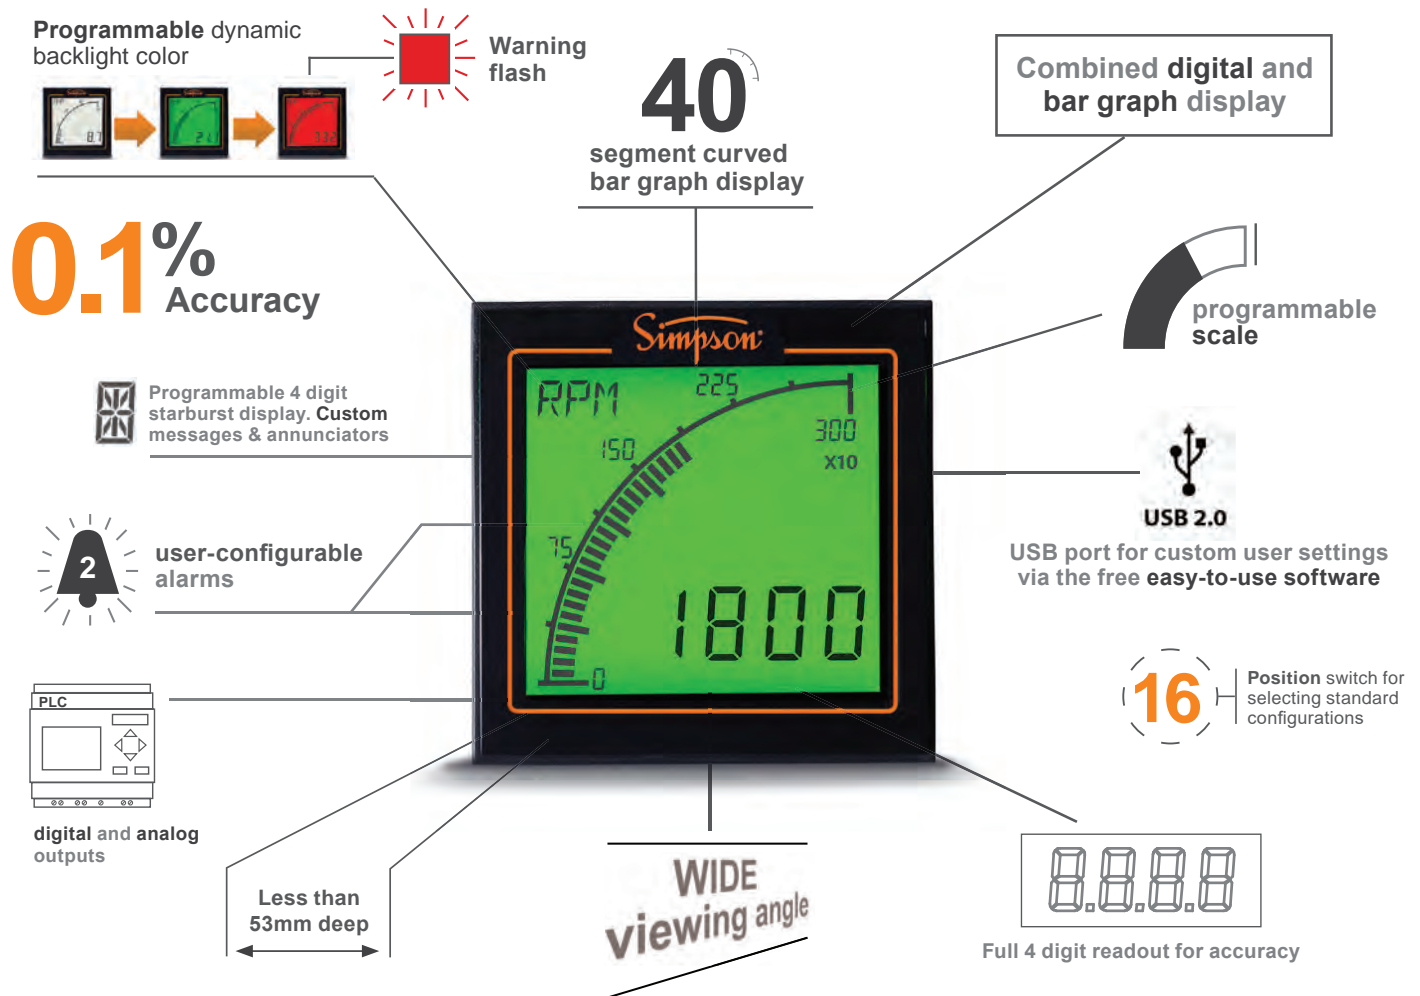 Programmable dynamic
backlight color
Warning
flash
40
segment curved
bar graph display
Combined digital and
bar graph display
0.1%
Accuracy
programmable
scale
Simpson
RPM
225
300
X10
150
75
0
1800
Programmable 4 digit
starburst display. Custom
messages & annunciators
2
user-configurable
alarms
USB 2.0
USB port for custom user settings
via the free easy-to-use software
16
Position switch for
selecting standard
configurations
PLC
digital and analog
outputs
Less than
53mm deep
WIDE
viewing angle
8.8.8.8
Full 4 digit readout for accuracy